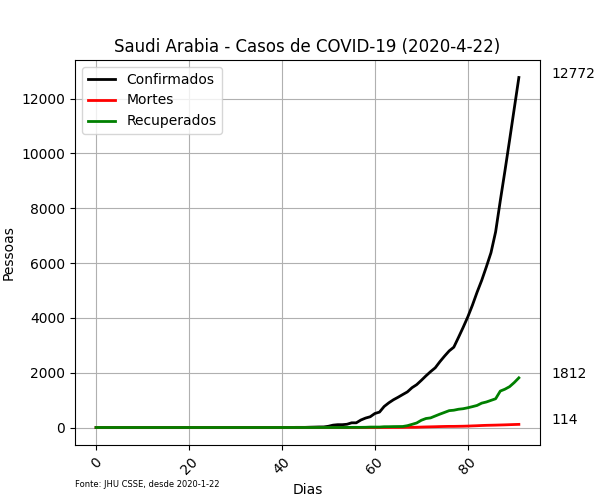 Saudi Arabia - Casos de COVID-19 (2020-4-22)
Confirmados
Mortes
Recuperados
12772
1812
114
Pessoas
12000
10000
8000
6000
4000
2000
0
0
20
40
60
80
Dias
Fonte: JHU CSSE, desde 2020-1-22